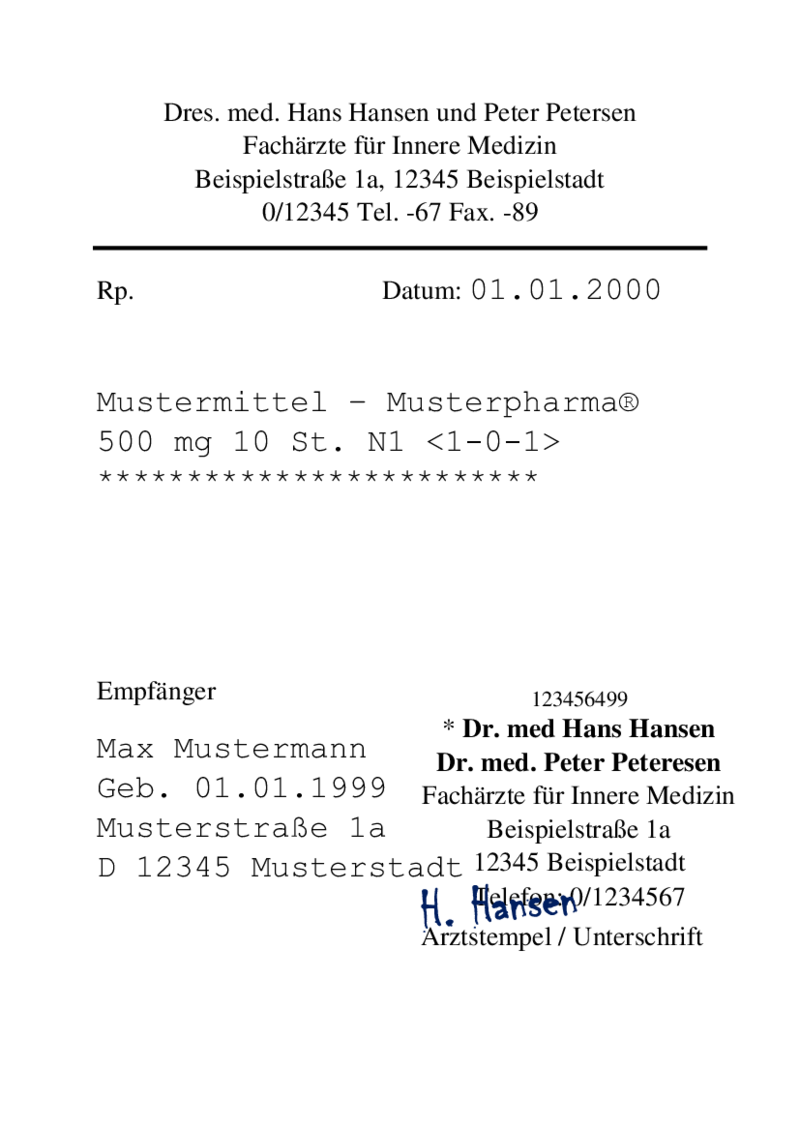 Dres. med. Hans Hansen und Peter Petersen
Fachärzte für Innere Medizin
Beispielstraße 1a, 12345 Beispielstadt
0/12345 Tel. -67 Fax. -89
Rp. Datum: 01.01.2000
Mustermittel – Musterpharma®
500 mg 10 St. N1 <1-0-1>
*************************
Empfänger
Max Mustermann
Geb. 01.01.1999
Musterstraße 1a
D 12345 Musterstadt
123456499
* Dr. med Hans Hansen
Dr. med. Peter Peteresen
Fachärzte für Innere Medizin
Beispielstraße 1a
12345 Beispielstadt
Telefon: 0/1234567
H. Hansen
Arztstempel / Unterschrift